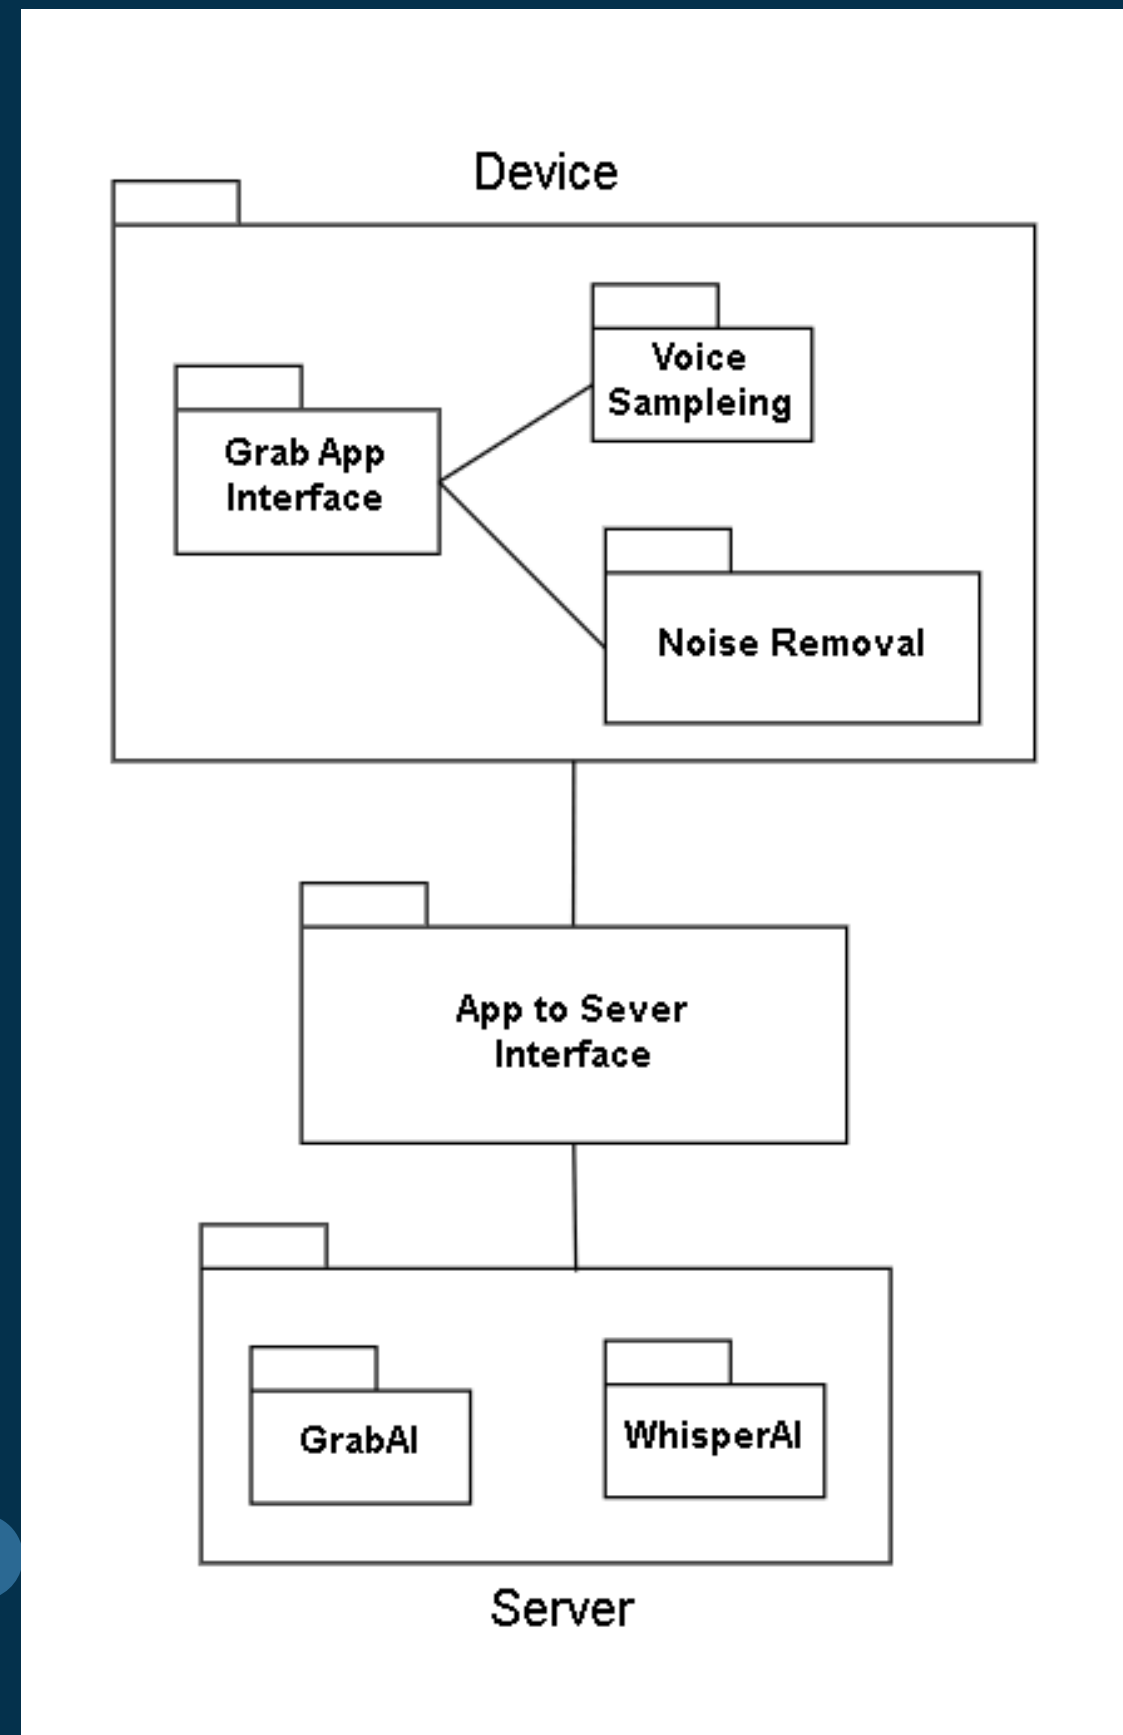 Device
Voice
Sampleing
Grab App
Interface
Noise Removal
App to Sever
Interface
GrabAI
WhisperAI
Server